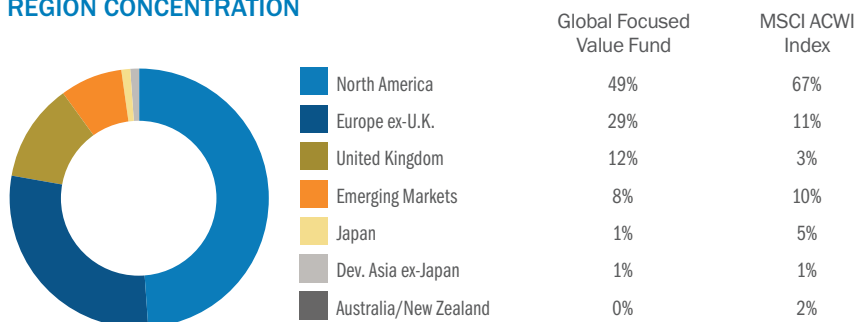 REGION CONCENTRATION
Global Focused
Value Fund
MSCI ACWI
Index
North America 49% 67%
Europe ex-U.K. 29% 11%
United Kingdom 12% 3%
Emerging Markets 8% 10%
Japan 1% 5%
Dev. Asia ex-Japan 1% 1%
Australia/New Zealand 0% 2%